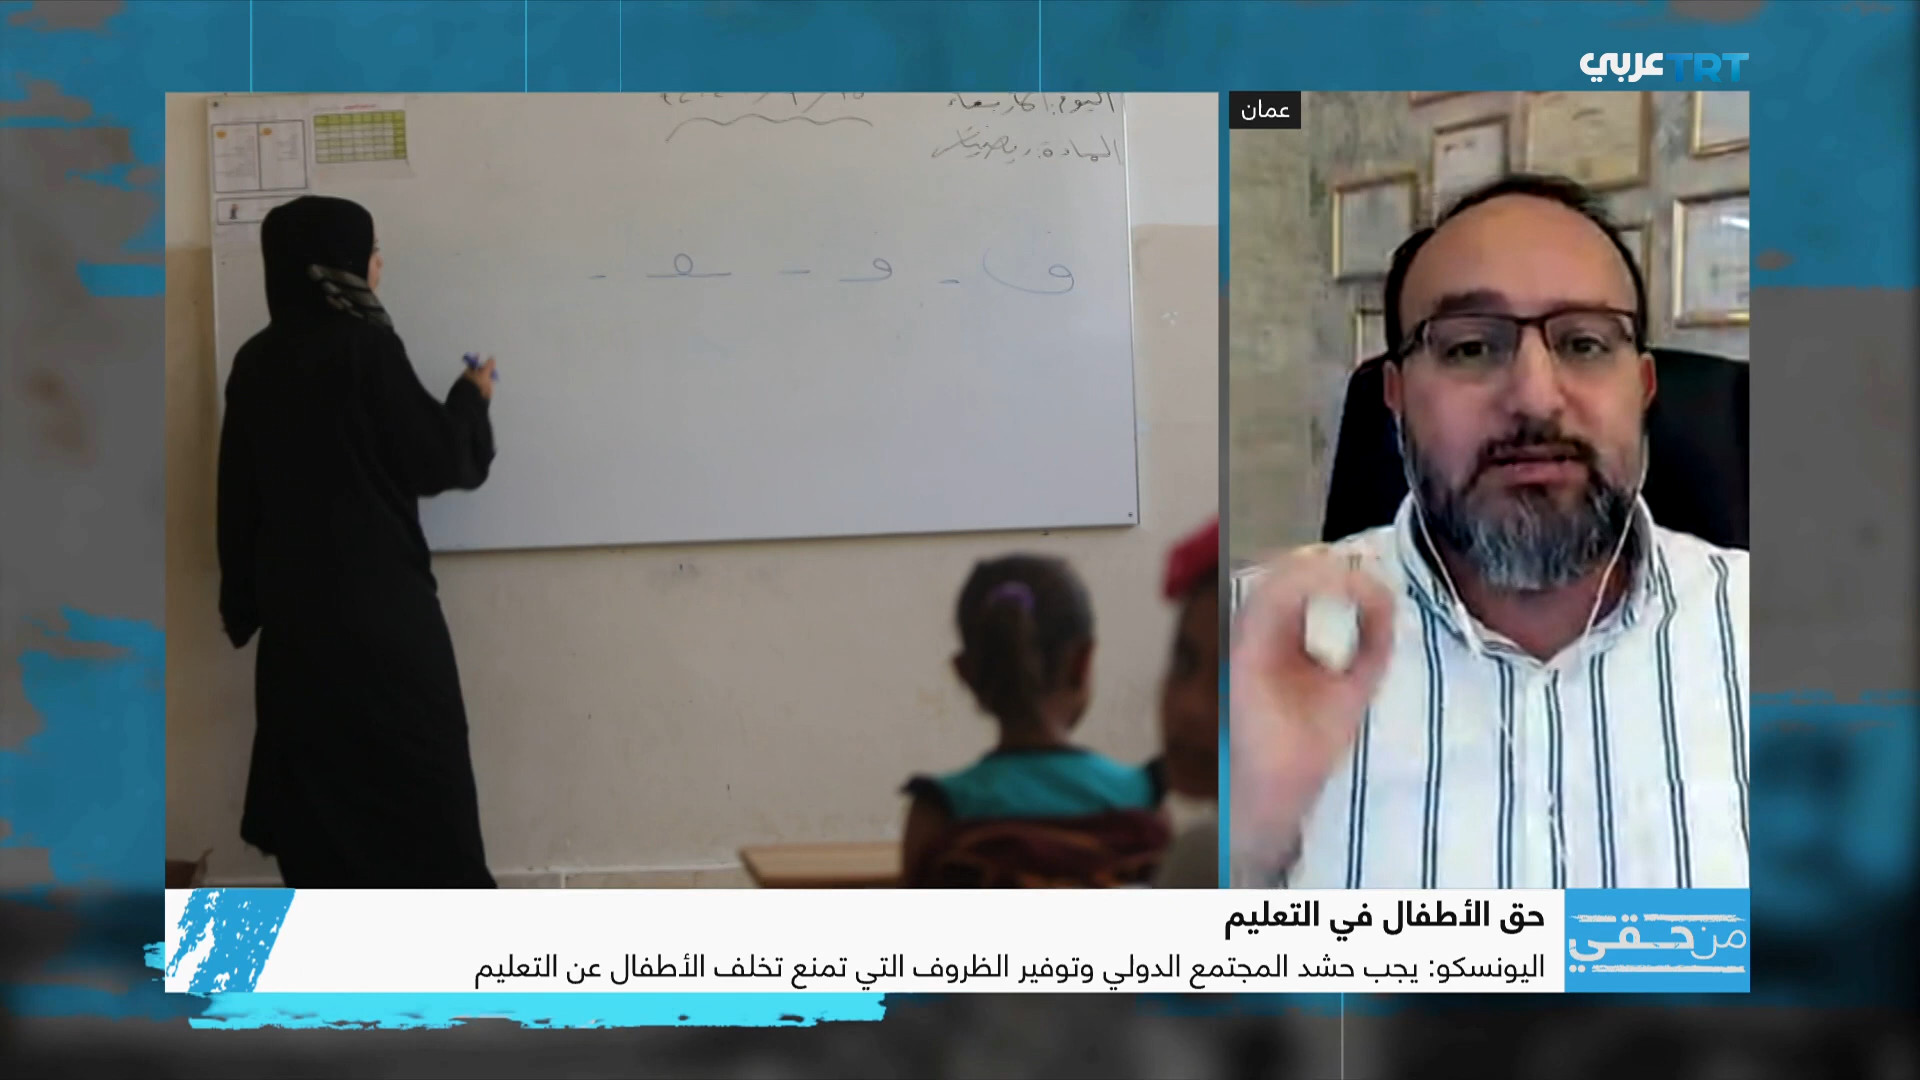 TRT عربي
عمان
اليوم: الأربعاء
المادة: رياضيات
ف - ف - ف -
حق الأطفال في التعليم
اليونسكو: يجب حشد المجتمع الدولي وتوفير الظروف التي تمنع تخلف الأطفال عن التعليم
من حقي